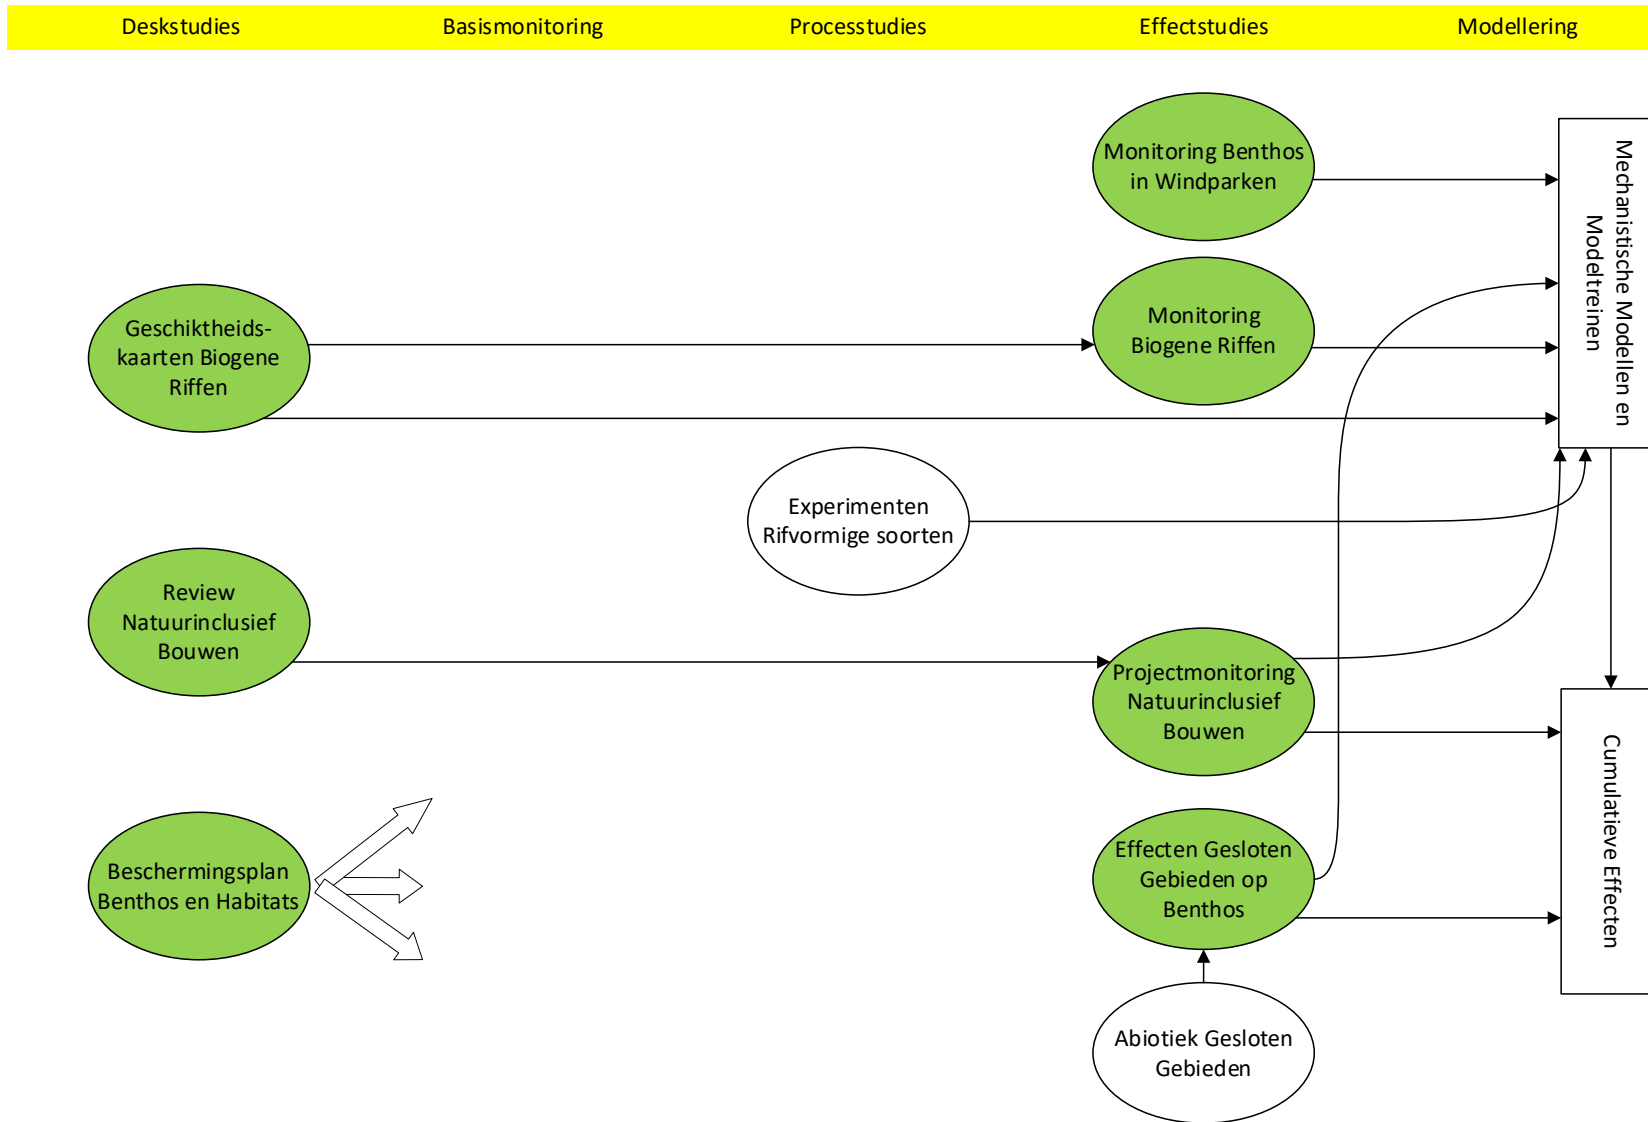 Deskstudies
Basismonitoring
Processtudies
Effectstudies
Modellering
Monitoring Benthos
in Windparken
Mechanistische Modellen en
Modeltreinen
Geschiktheids-
kaarten Biogene
Riffen
Monitoring
Biogene Riffen
Experimenten
Rifvormige soorten
Review
Natuurinclusief
Bouwen
Projectmonitoring
Natuurinclusief
Bouwen
Cumulatieve Effecten
Beschermingsplan
Benthos en Habitats
Effecten Gesloten
Gebieden op
Benthos
Abiotiek Gesloten
Gebieden